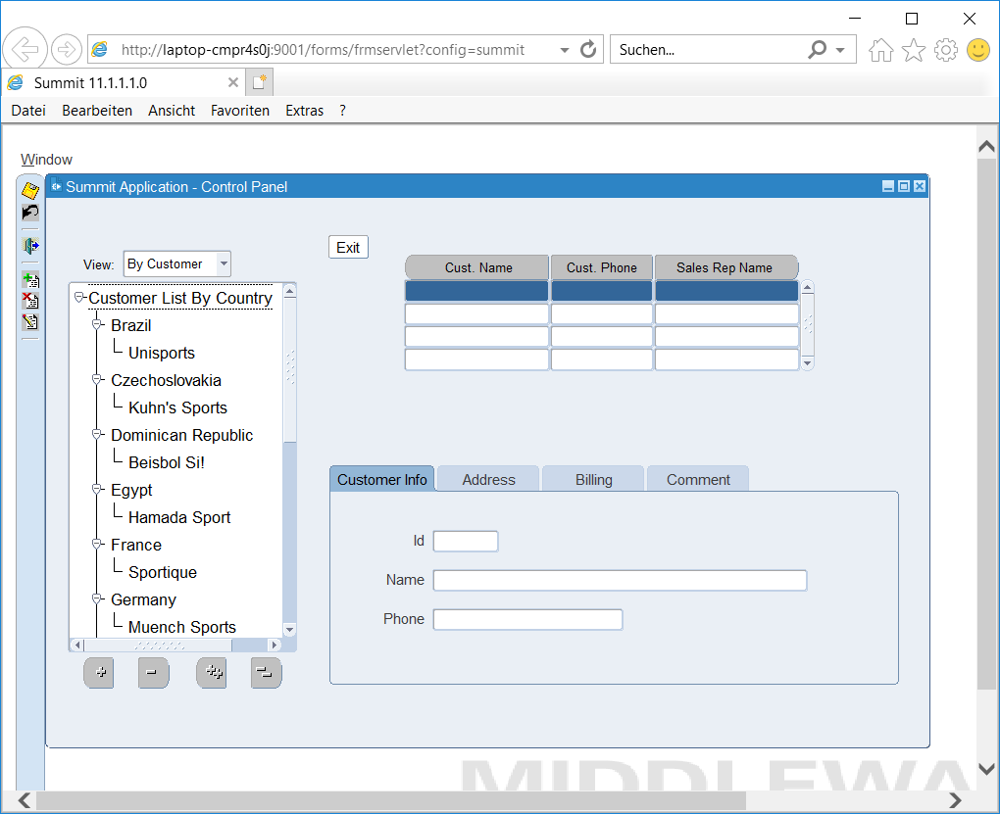 http://laptop-cmpr4s0j:9001/forms/frmservlet?config=summit
Suchen...
Summit 11.1.1.1.0
Datei Bearbeiten Ansicht Favoriten Extras ?
Window
Summit Application - Control Panel
Exit
View: By Customer
Cust. Name Cust. Phone Sales Rep Name
Customer List By Country
Brazil
Unisports
Czechoslovakia
Kuhn's Sports
Dominican Republic
Beisbol Si!
Egypt
Hamada Sport
France
Sportique
Germany
Muench Sports
Customer Info Address Billing Comment
Id
Name
Phone
MIDDLEWA